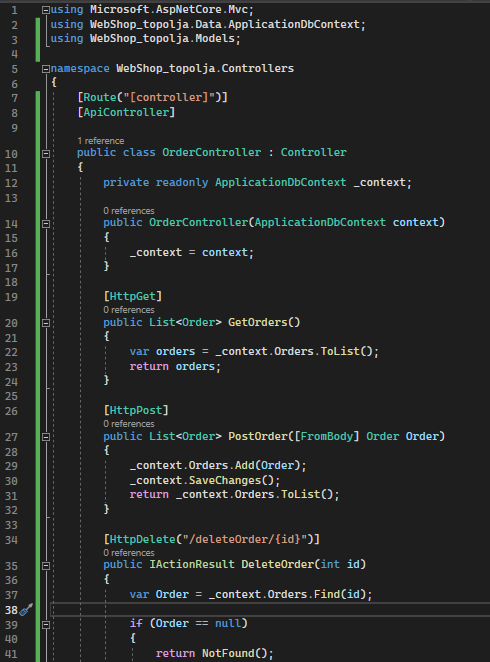 1 using Microsoft.AspNetCore.Mvc;
2 using WebShop_topolja.Data.ApplicationDbContext;
3 using WebShop_topolja.Models;
4
5 namespace WebShop_topolja.Controllers
6 {
7 [Route("[controller]")]
8 [ApiController]
9
1 reference
10 public class OrderController : Controller
11 {
12 private readonly ApplicationDbContext _context;
13
0 references
14 public OrderController(ApplicationDbContext context)
15 {
16 _context = context;
17 }
18
19 [HttpGet]
0 references
20 public List<Order> GetOrders()
21 {
22 var orders = _context.Orders.ToList();
23 return orders;
24 }
25
26 [HttpPost]
0 references
27 public List<Order> PostOrder([FromBody] Order Order)
28 {
29 _context.Orders.Add(Order);
30 _context.SaveChanges();
31 return _context.Orders.ToList();
32 }
33
34 [HttpDelete("/deleteOrder/{id}")]
0 references
35 public IActionResult DeleteOrder(int id)
36 {
37 var Order = _context.Orders.Find(id);
38
39 if (Order == null)
40 {
41 return NotFound();